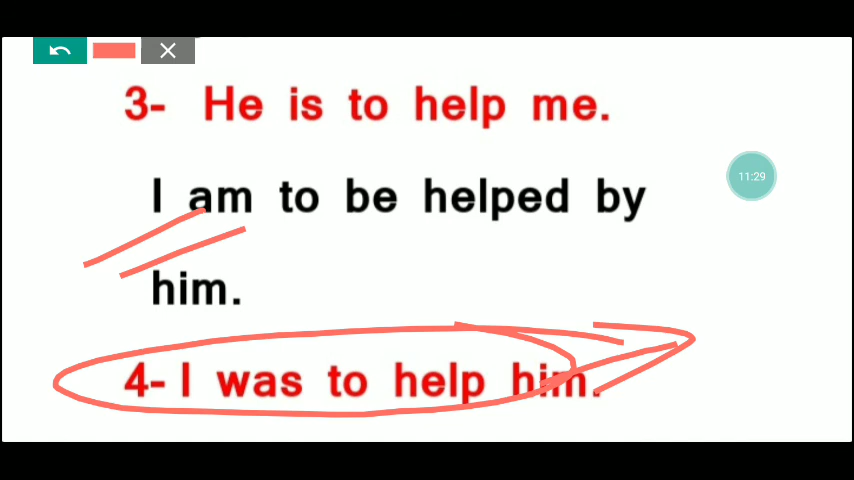 3- He is to help me.
11:29
I am to be helped by
him.
4- I was to help him.